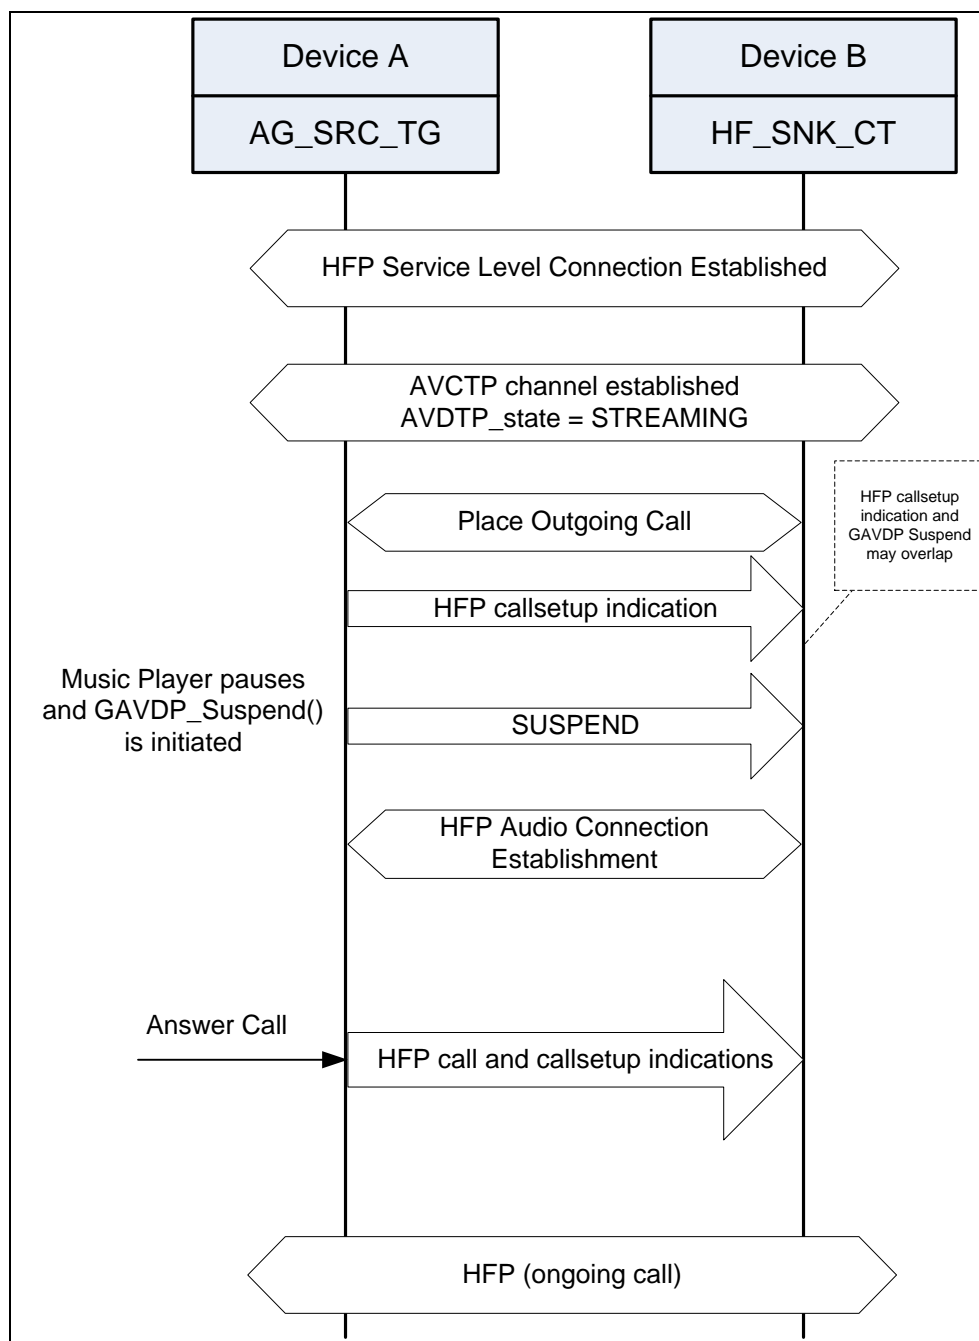 Device A
Device B
AG_SRC_TG
HF_SNK_CT
HFP Service Level Connection Established
AVCTP channel established
AVDTP_state = STREAMING
HFP callsetup
indication and
GAVDP Suspend
may overlap
Place Outgoing Call
HFP callsetup indication
Music Player pauses
and GAVDP_Suspend()
is initiated
SUSPEND
HFP Audio Connection
Establishment
Answer Call
HFP call and callsetup indications
HFP (ongoing call)